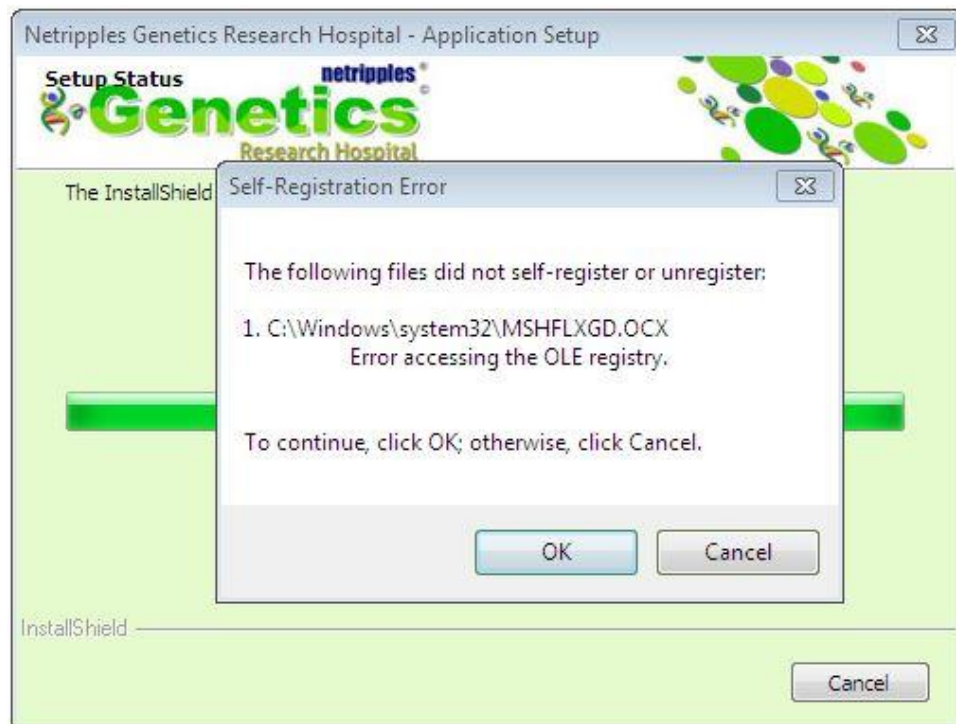 Netripples Genetics Research Hospital - Application Setup
Setup Status
netripples
Genetics
Research Hospital
The InstallShield
Self-Registration Error
The following files did not self-register or unregister:
1. C:\Windows\system32\MSHFLXGD.OCX
Error accessing the OLE registry.
To continue, click OK; otherwise, click Cancel.
OK
Cancel
InstallShield
Cancel